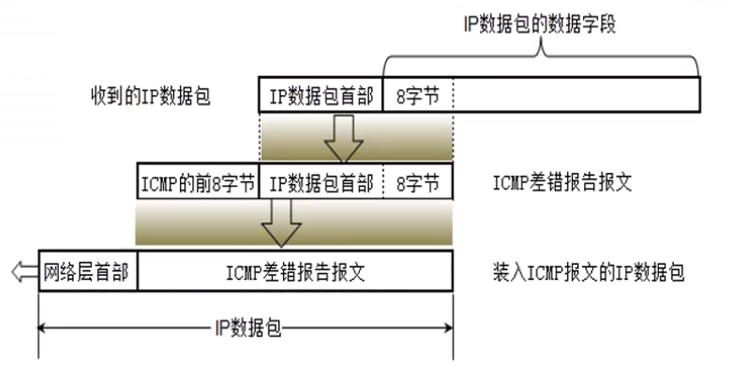 IP数据包的数据字段
收到的IP数据包
IP数据包首部
8字节
ICMP的前8字节
IP数据包首部
8字节
ICMP差错报告报文
网络层首部
ICMP差错报告报文
装入ICMP报文的IP数据包
IP数据包